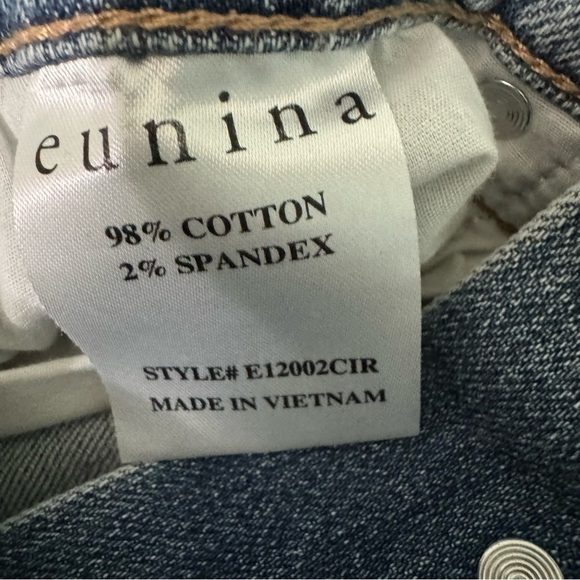 eunina
98% COTTON
2% SPANDEX
STYLE# E12002CIR
MADE IN VIETNAM